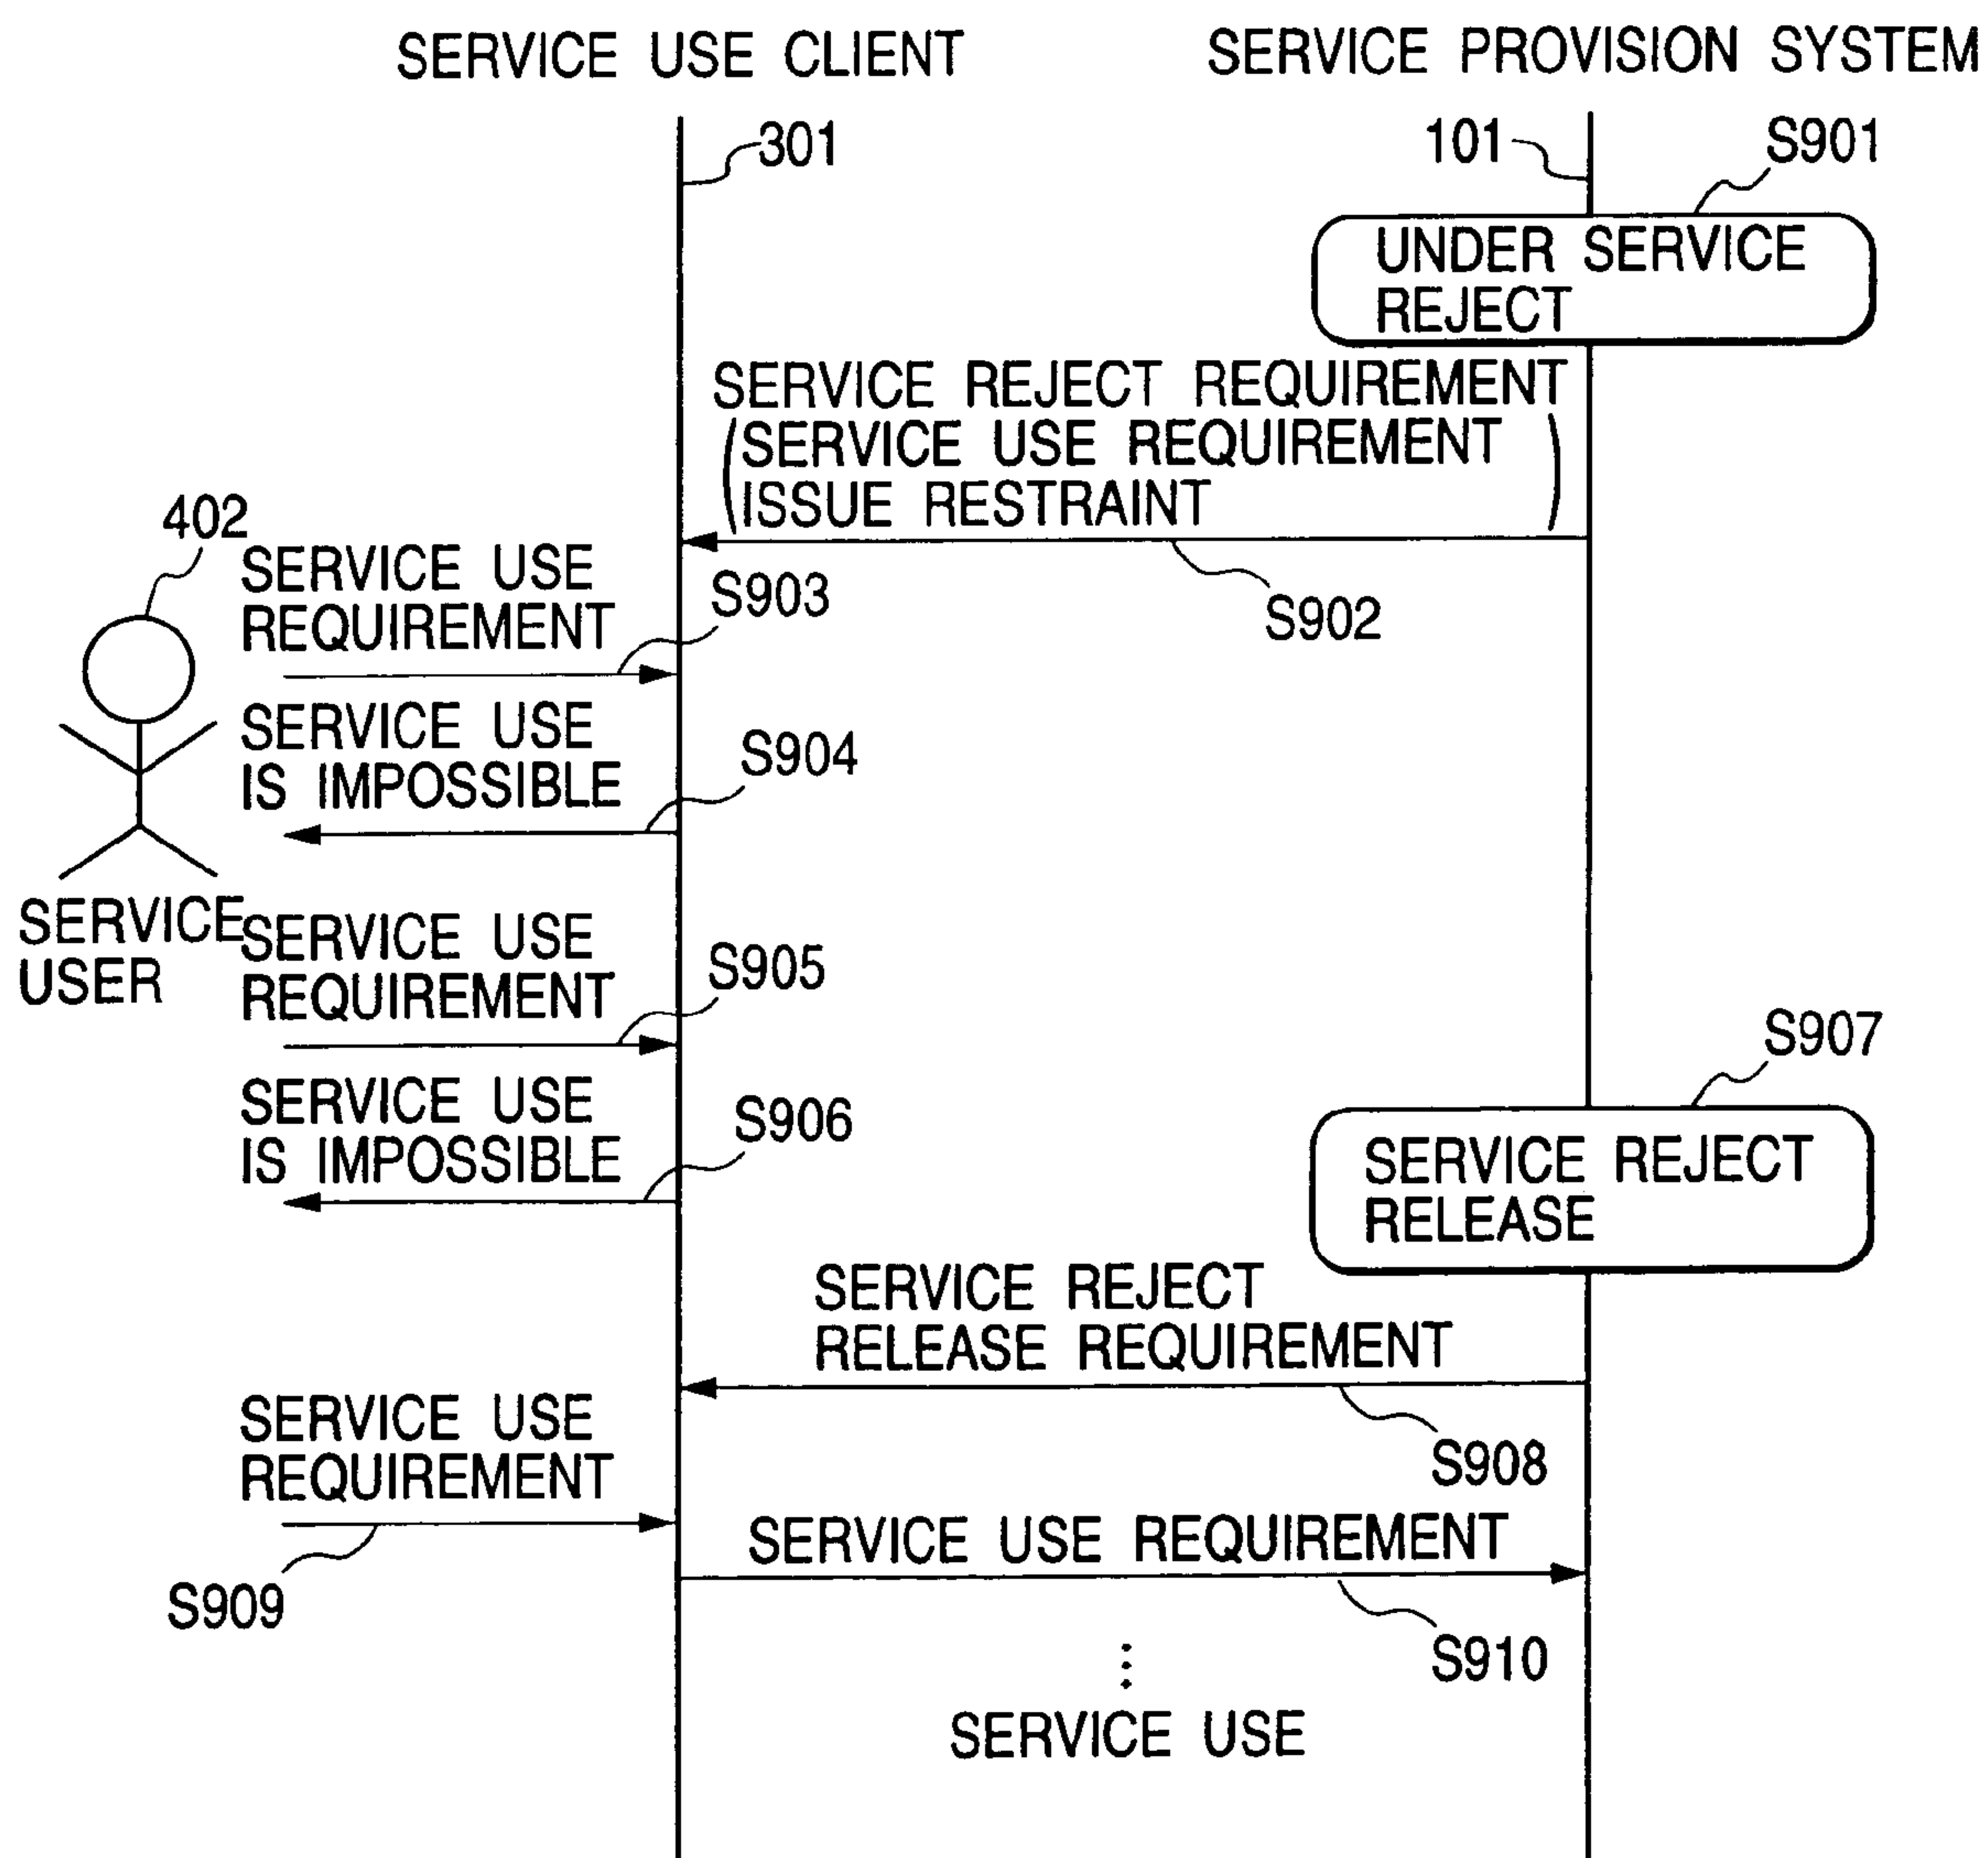 SERVICE USE CLIENT
SERVICE PROVISION SYSTEM
301
101
S901
UNDER SERVICE
REJECT
SERVICE REJECT REQUIREMENT
(SERVICE USE REQUIREMENT
ISSUE RESTRAINT)
S902
402
SERVICE USE
REQUIREMENT
S903
SERVICE USE
IS IMPOSSIBLE
S904
SERVICE
USER
SERVICE USE
REQUIREMENT
S905
SERVICE USE
IS IMPOSSIBLE
S906
S907
SERVICE REJECT
RELEASE
SERVICE REJECT
RELEASE REQUIREMENT
S908
SERVICE USE
REQUIREMENT
S909
SERVICE USE REQUIREMENT
S910
SERVICE USE